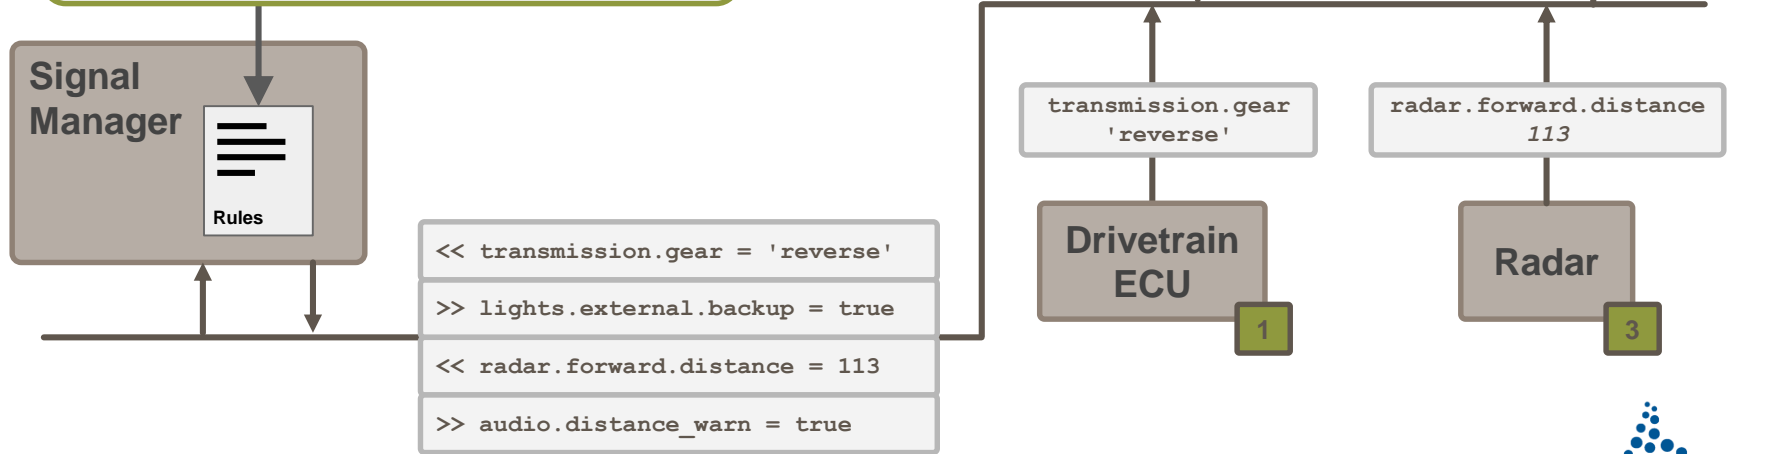 Signal
Manager
Rules
<< transmission.gear = 'reverse'
>> lights.external.backup = true
<< radar.forward.distance = 113
>> audio.distance_warn = true
transmission.gear
'reverse'
Drivetrain
ECU
1
radar.forward.distance
113
Radar
3